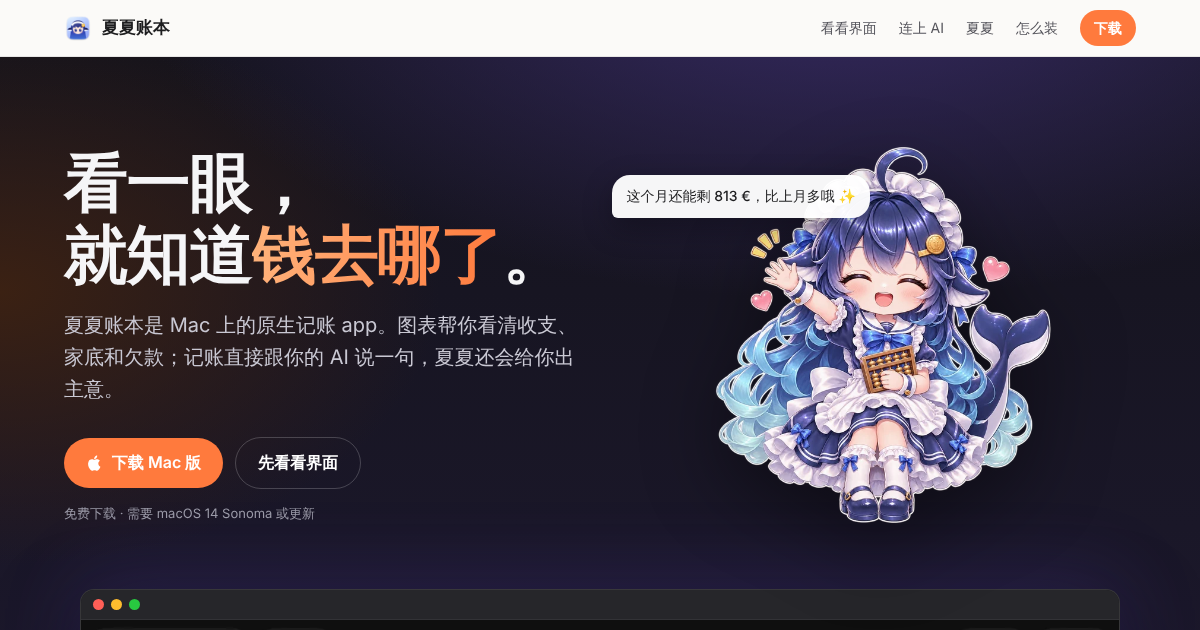 夏夏账本
看看界面
连上 AI
夏夏
怎么装
下载
看一眼，
就知道钱去哪了。
这个月还能剩 813 €，比上月多哦 ✨
夏夏账本是 Mac 上的原生记账 app。图表帮你看清收支、
家底和欠款；记账直接跟你的 AI 说一句，夏夏还会给你出
主意。
下载 Mac 版
先看看界面
免费下载 · 需要 macOS 14 Sonoma 或更新